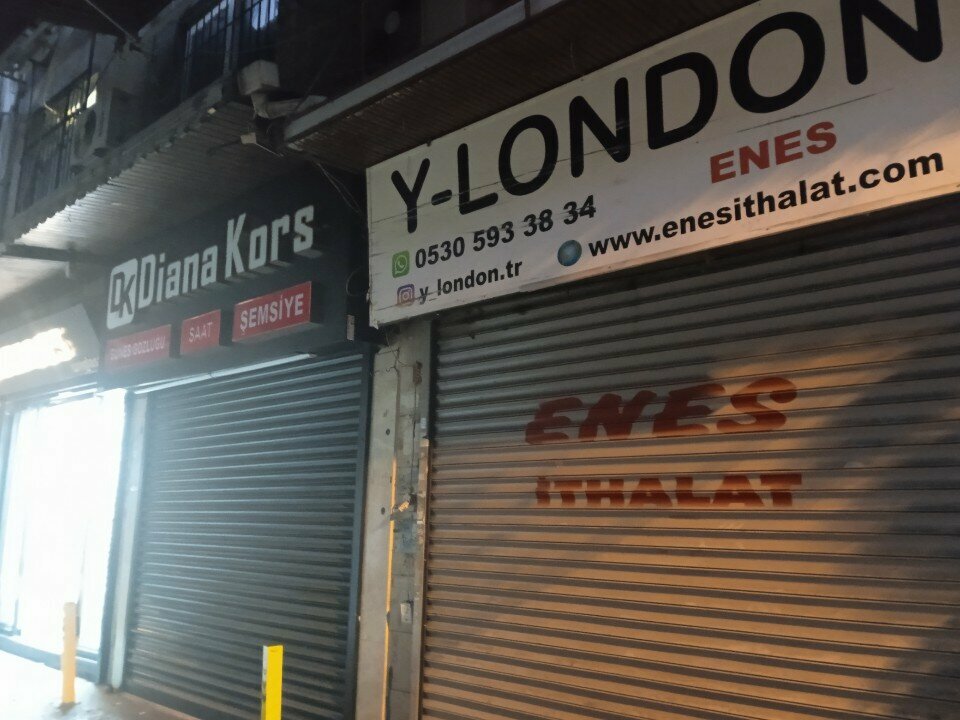 Y-LONDON
ENES
0530 593 38 34
www.enesithalat.com
y_london.tr
DK Diana Kors
GÜNEŞ GÖZLÜĞÜ
SAAT
ŞEMSİYE
ENES
İTHALAT